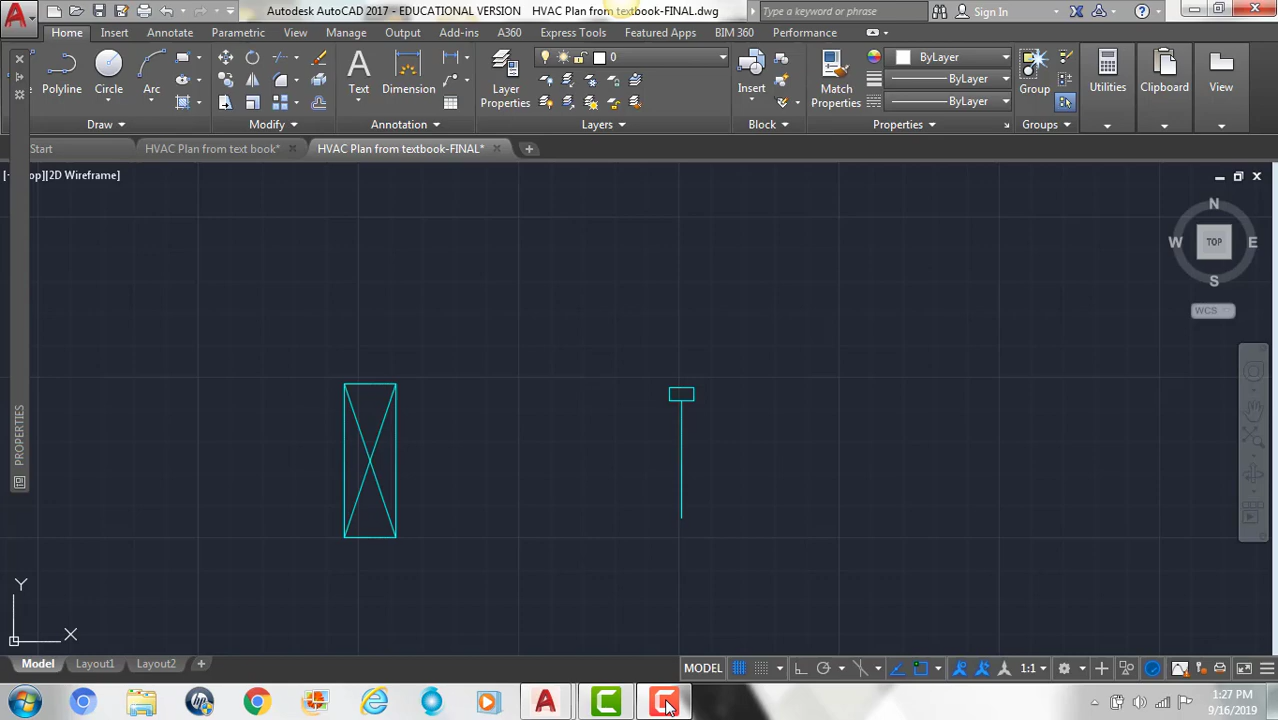 Autodesk AutoCAD 2017 - EDUCATIONAL VERSION HVAC Plan from textbook-FINAL.dwg
Type a keyword or phrase
Sign In
Home Insert Annotate Parametric View Manage Output Add-ins A360 Express Tools Featured Apps BIM 360 Performance
0
ByLayer
ByLayer
ByLayer
Polyline Circle Arc Text Dimension Layer Properties Insert Match Properties Group Utilities Clipboard View
Draw Modify Annotation Layers Block Properties Groups
Start HVAC Plan from text book* HVAC Plan from textbook-FINAL*
[2D Wireframe]
N
W TOP E
S
WCS
PROPERTIES
Y
X
Model Layout1 Layout2 MODEL 1:1
1:27 PM
9/16/2019